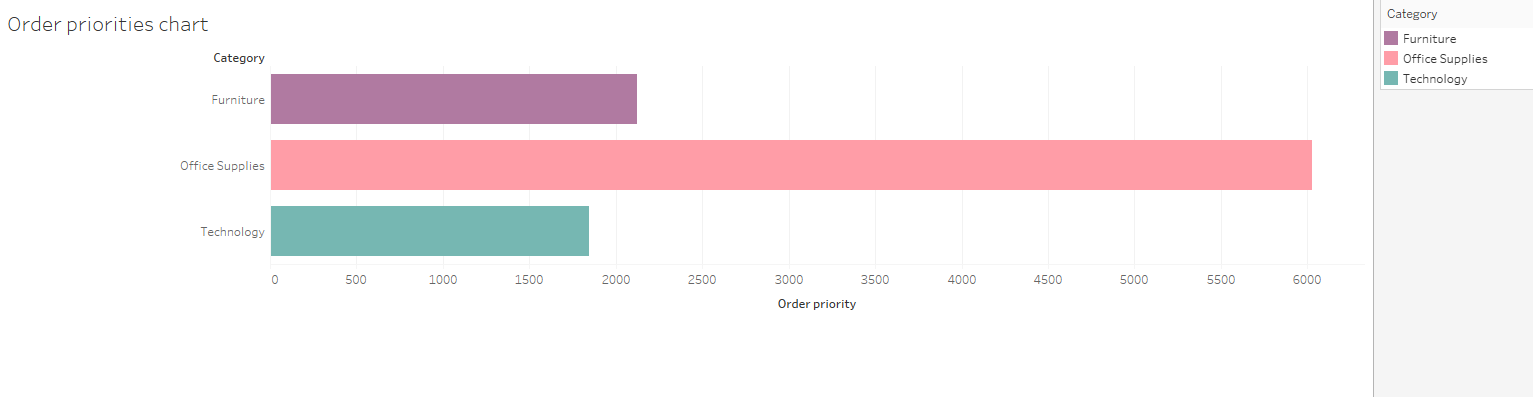 Order priorities chart
Category
Furniture
Office Supplies
Technology
0 500 1000 1500 2000 2500 3000 3500 4000 4500 5000 5500 6000
Order priority
Category
Furniture
Office Supplies
Technology